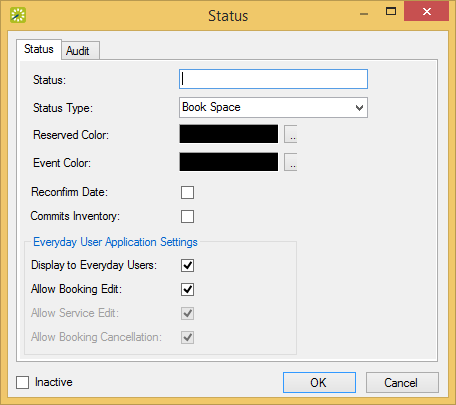 Status
Status Audit
Status:
Status Type: Book Space
Reserved Color: ..
Event Color: ..
Reconfirm Date:
Commits Inventory:
Everyday User Application Settings
Display to Everyday Users:
Allow Booking Edit:
Allow Service Edit:
Allow Booking Cancellation:
Inactive OK Cancel